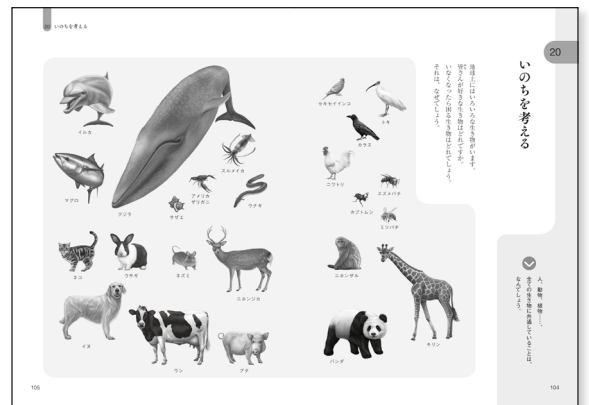 20
いのちを考える
地球上にはいろいろな生き物がいます。
皆さんが好きな生き物はどれですか。
いなくなったら困る生き物はどれでしょう。
それは、なぜでしょう。
人、動物、植物……、
全ての生き物に共通していることは、
なんでしょう。
104
セキセイインコ
トキ
カラス
ニワトリ
スズメバチ
カブトムシ
ミツバチ
ニホンザル
キリン
パンダ
20 いのちを考える
イルカ
クジラ
スルメイカ
マグロ
アメリカ
ザリガニ
サザエ
ウナギ
ネコ
ウサギ
ネズミ
ニホンジカ
イヌ
ウシ
ブタ
105